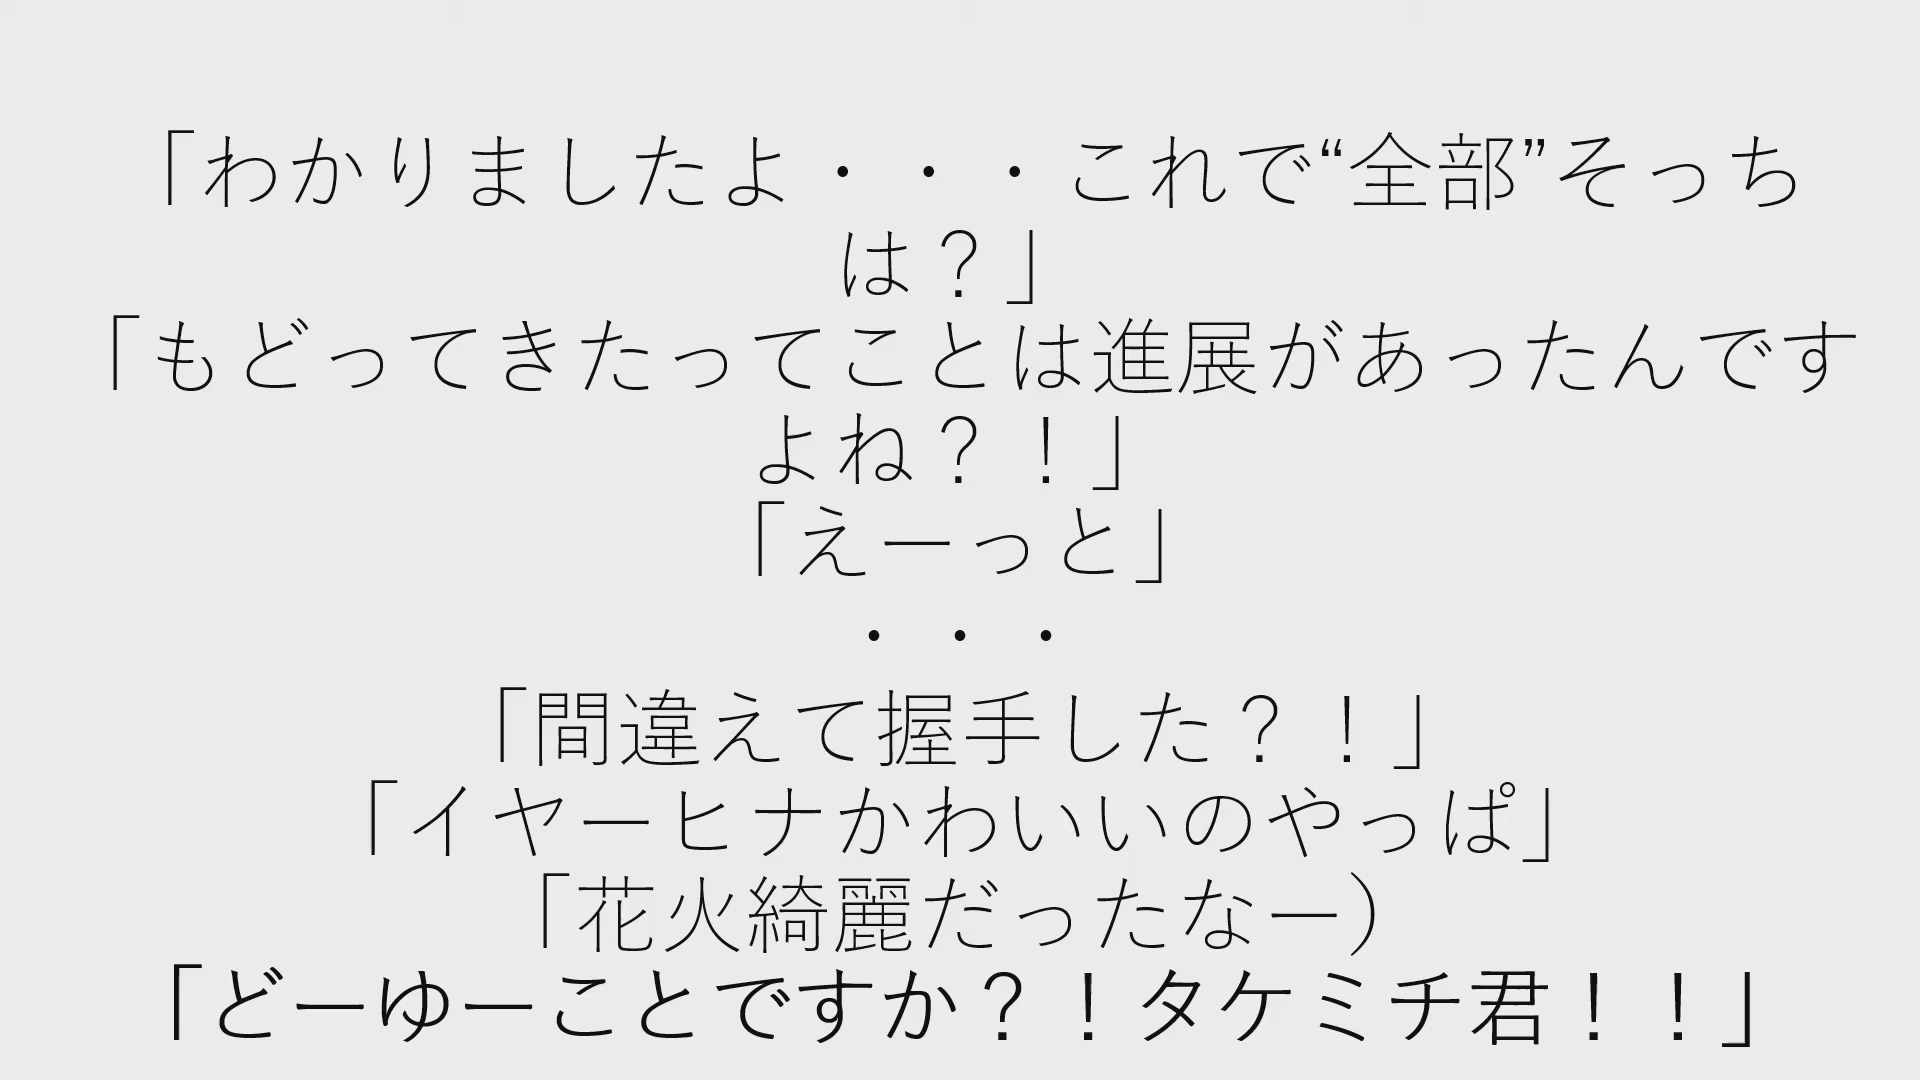 「わかりましたよ・・・これで“全部”そっち
は？」
「もどってきたってことは進展があったんです
よね？！」
「えーっと」
・・・
「間違えて握手した？！」
「イヤーヒナかわいいのやっぱ」
「花火綺麗だったなー）
「どーゆーことですか？！タケミチ君！！」